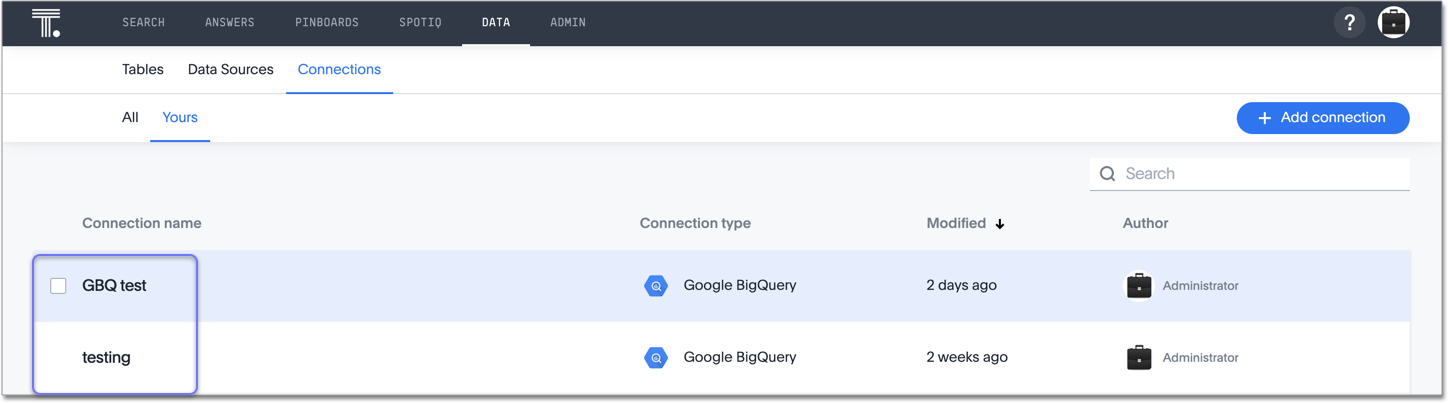 SEARCH ANSWERS PINBOARDS SPOTIQ DATA ADMIN ?
Tables Data Sources Connections
All Yours + Add connection
Search
Connection name Connection type Modified ↓ Author
GBQ test Google BigQuery 2 days ago Administrator
testing Google BigQuery 2 weeks ago Administrator